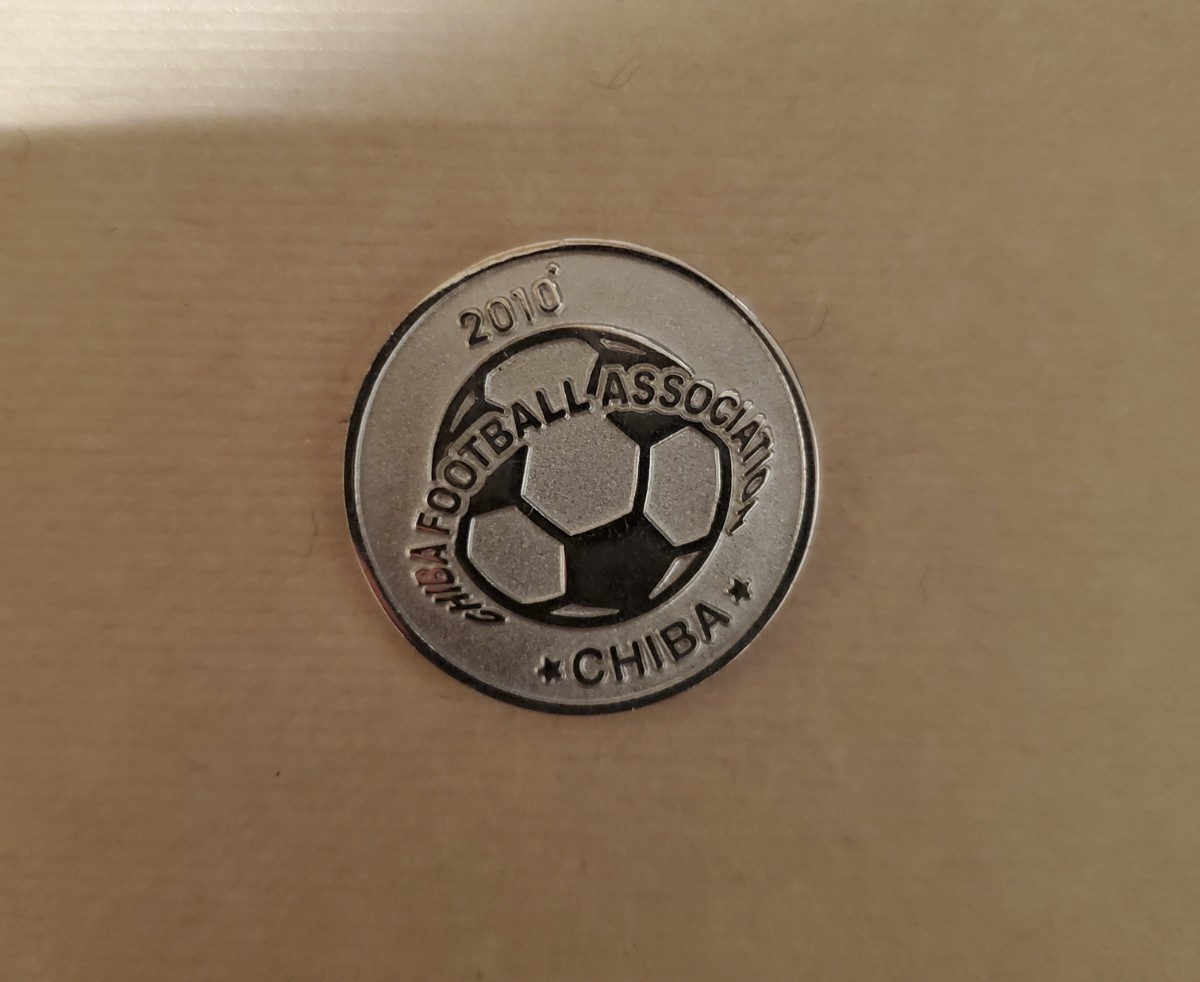 2010
CHIBA FOOTBALL ASSOCIATION
★CHIBA★